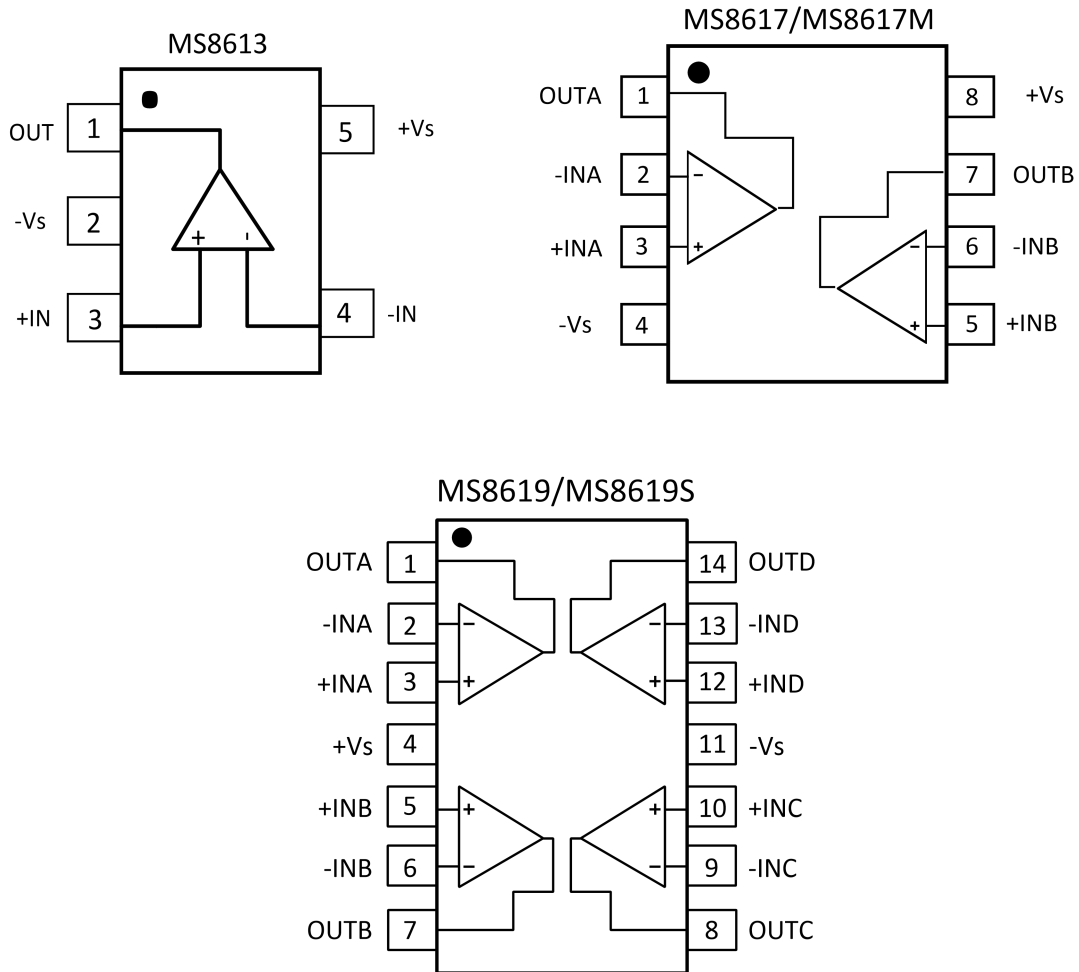 MS8613
OUT 1 5 +Vs
-Vs 2
+ -
+IN 3 4 -IN
MS8617/MS8617M
OUTA 1 8 +Vs
-INA 2 - 7 OUTB
+INA 3 + - 6 -INB
-Vs 4 + 5 +INB
MS8619/MS8619S
OUTA 1 14 OUTD
-INA 2 - - 13 -IND
+INA 3 + + 12 +IND
+Vs 4 11 -Vs
+INB 5 + + 10 +INC
-INB 6 - - 9 -INC
OUTB 7 8 OUTC